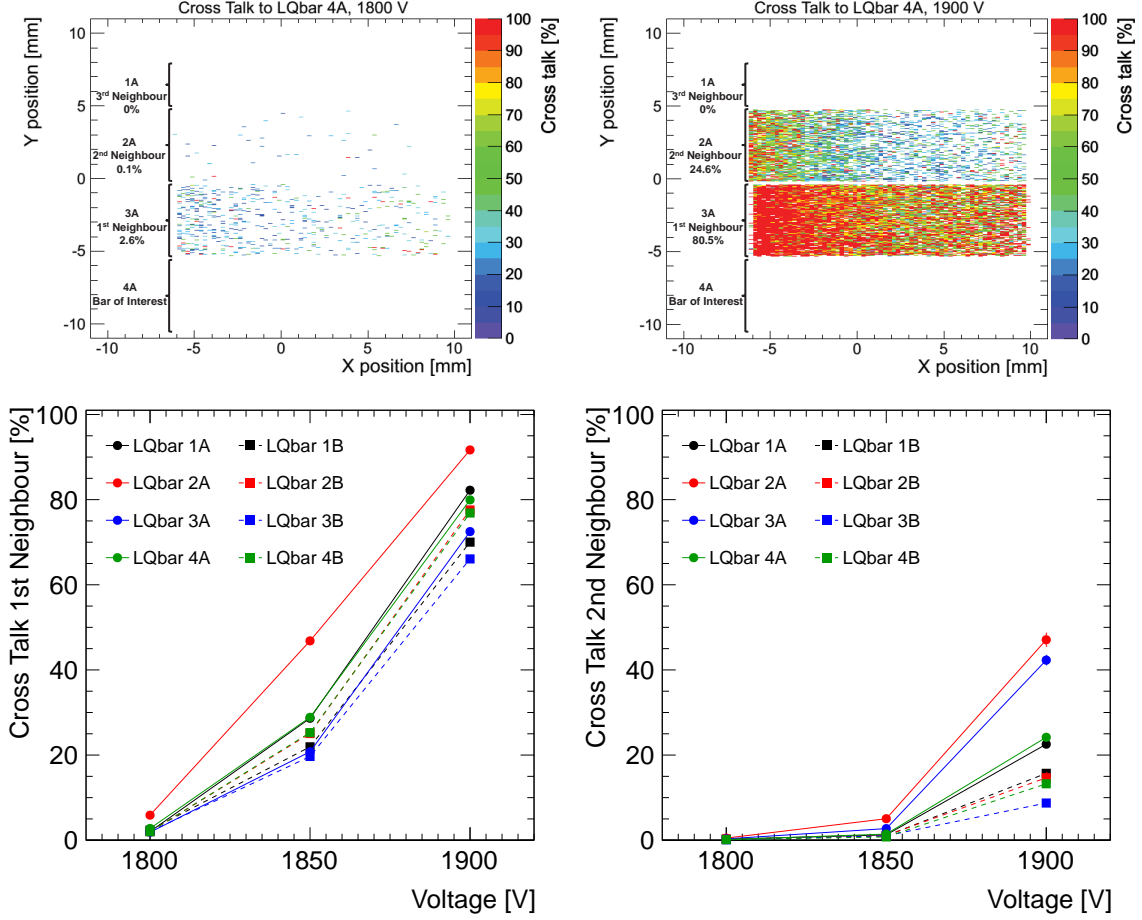 Cross Talk to LQbar 4A, 1800 V
Y position [mm]
10
5
0
-5
-10
1A
3rd Neighbour
0%
2A
2nd Neighbour
0.1%
3A
1st Neighbour
2.6%
4A
Bar of Interest
-10 -5 0 5 10
X position [mm]
100
90
80
70
60
50
40
30
20
10
0
Cross talk [%]
Cross Talk to LQbar 4A, 1900 V
Y position [mm]
10
5
0
-5
-10
1A
3rd Neighbour
0%
2A
2nd Neighbour
24.6%
3A
1st Neighbour
80.5%
4A
Bar of Interest
-10 -5 0 5 10
X position [mm]
100
90
80
70
60
50
40
30
20
10
0
Cross talk [%]
Cross Talk 1st Neighbour [%]
100
80
60
40
20
0
LQbar 1A LQbar 1B
LQbar 2A LQbar 2B
LQbar 3A LQbar 3B
LQbar 4A LQbar 4B
1800 1850 1900
Voltage [V]
Cross Talk 2nd Neighbour [%]
100
80
60
40
20
0
LQbar 1A LQbar 1B
LQbar 2A LQbar 2B
LQbar 3A LQbar 3B
LQbar 4A LQbar 4B
1800 1850 1900
Voltage [V]